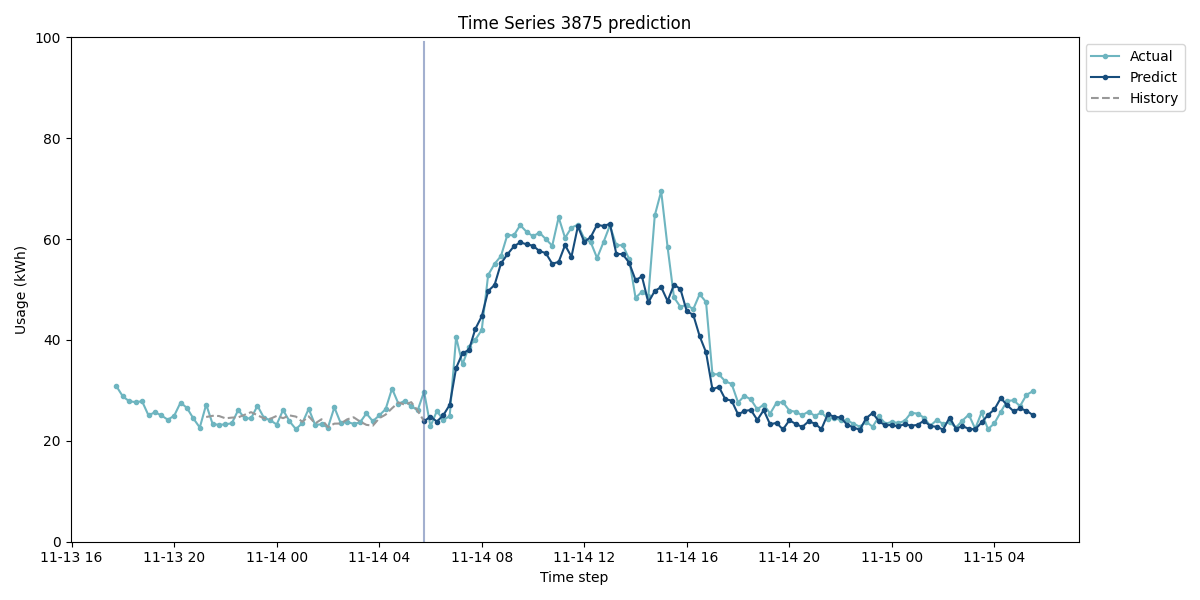 Time Series 3875 prediction
100
80
60
40
20
0
Usage (kWh)
11-13 16
11-13 20
11-14 00
11-14 04
11-14 08
11-14 12
11-14 16
11-14 20
11-15 00
11-15 04
Time step
Actual
Predict
History